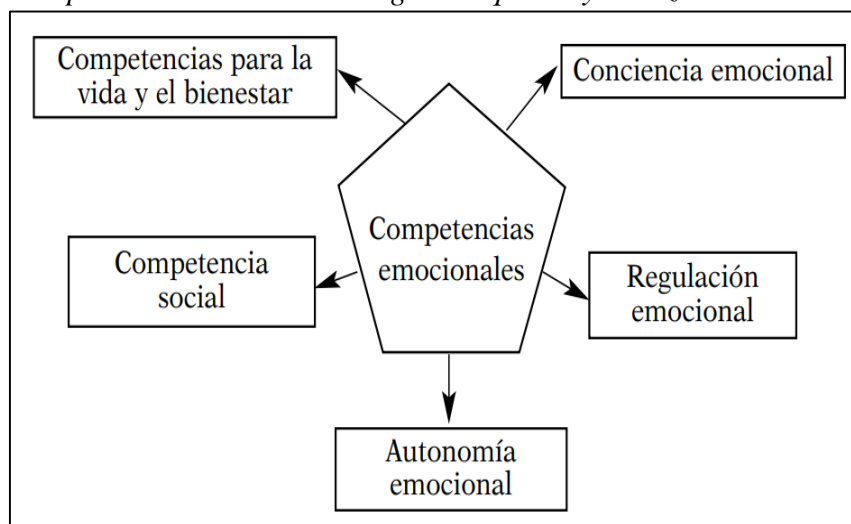 Competencias para la
vida y el bienestar
Conciencia emocional
Competencias
emocionales
Competencia
social
Regulación
emocional
Autonomía
emocional